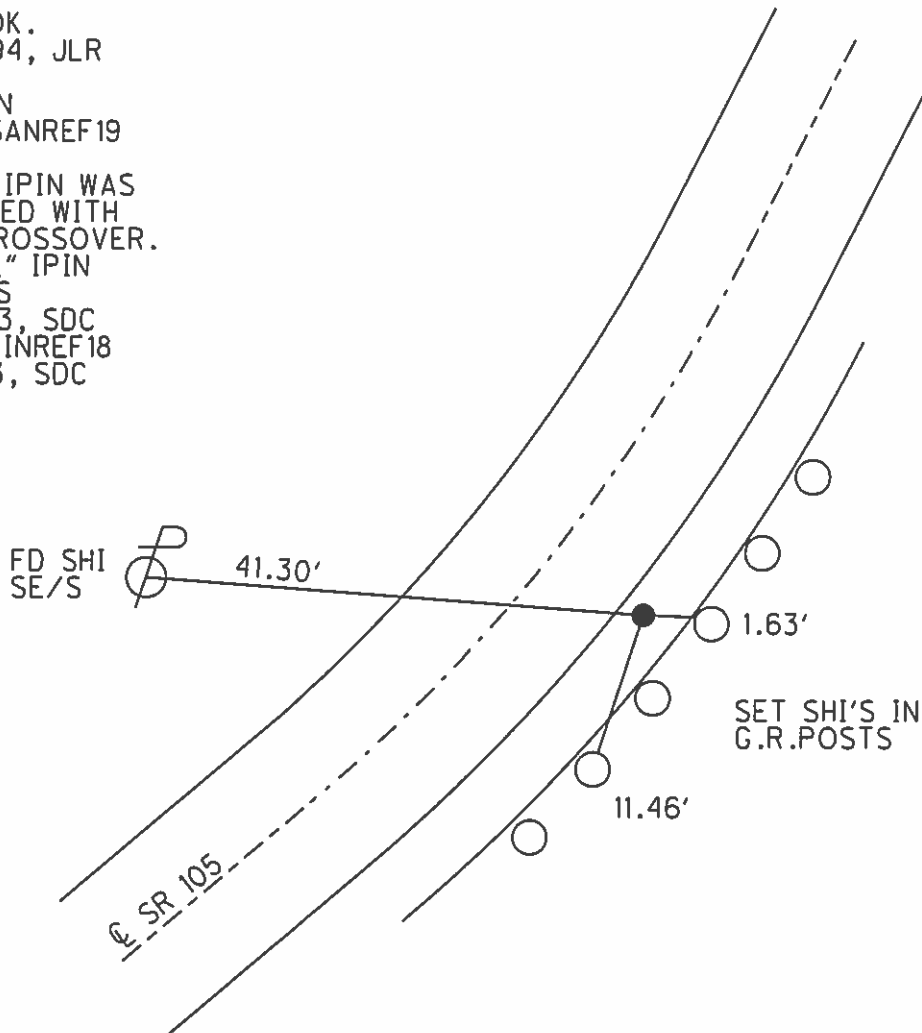 OK.
94, JLR
N
SANREF19
IPIN WAS
ED WITH
ROSSOVER.
" IPIN
S
3, SDC
INREF18
3, SDC
FD SHI
SE/S
41.30'
1.63'
SET SHI'S IN
G.R.POSTS
11.46'
℄ SR 105